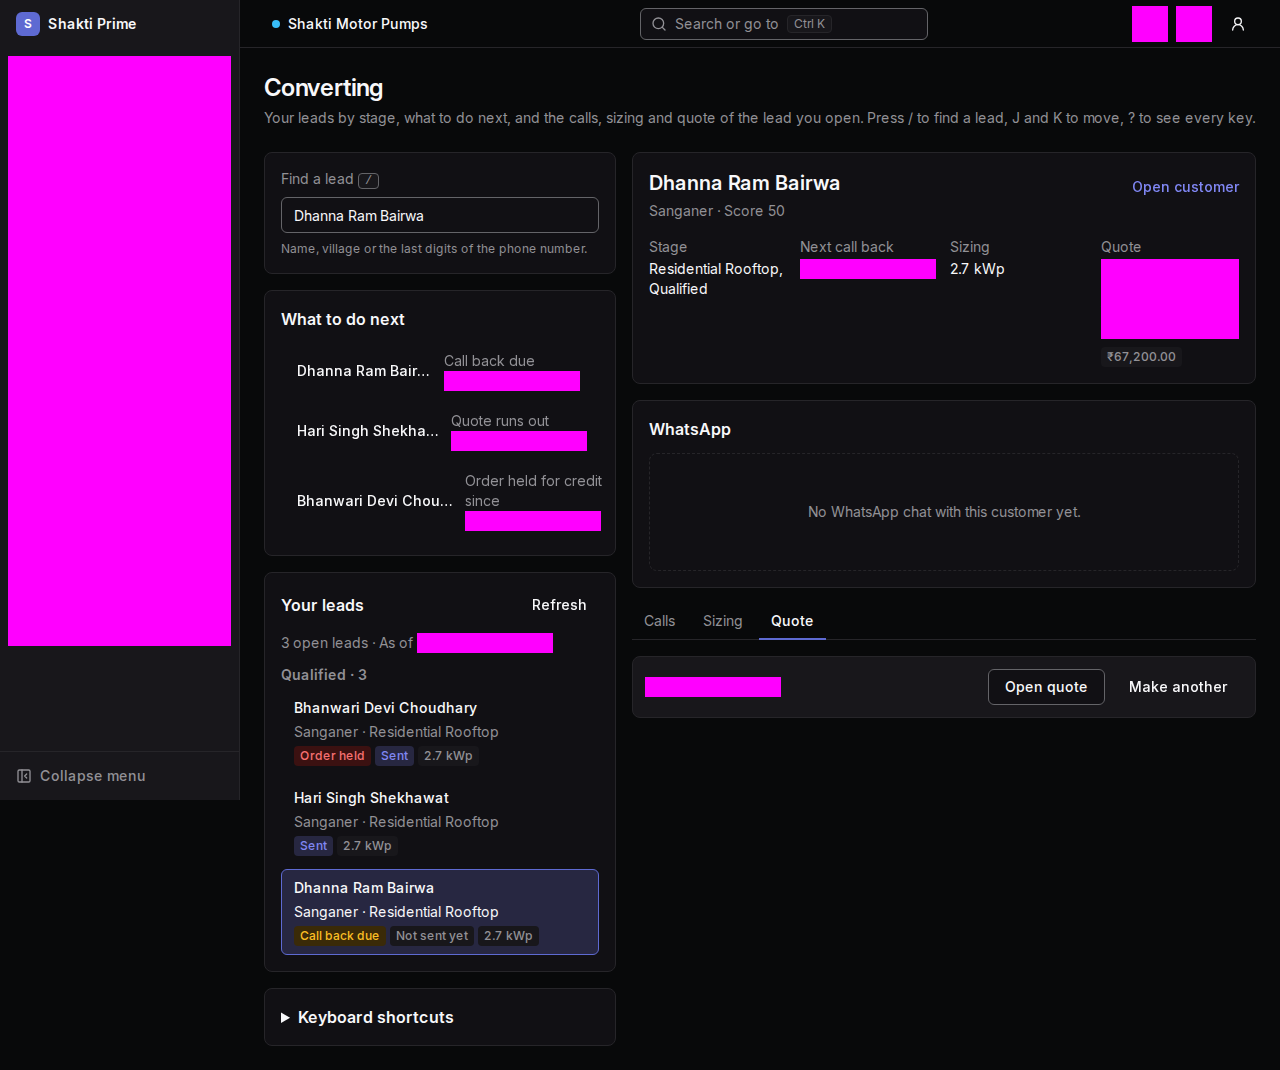 S Shakti Prime
Shakti Motor Pumps
Search or go to Ctrl K
Converting
Your leads by stage, what to do next, and the calls, sizing and quote of the lead you open. Press / to find a lead, J and K to move, ? to see every key.
Find a lead /
Dhanna Ram Bairwa
Name, village or the last digits of the phone number.
What to do next
Dhanna Ram Bair…
Call back due
Hari Singh Shekha…
Quote runs out
Bhanwari Devi Chou…
Order held for credit
since
Your leads
Refresh
3 open leads · As of
Qualified · 3
Bhanwari Devi Choudhary
Sanganer · Residential Rooftop
Order held Sent 2.7 kWp
Hari Singh Shekhawat
Sanganer · Residential Rooftop
Sent 2.7 kWp
Dhanna Ram Bairwa
Sanganer · Residential Rooftop
Call back due Not sent yet 2.7 kWp
Keyboard shortcuts
Dhanna Ram Bairwa
Open customer
Sanganer · Score 50
Stage
Residential Rooftop,
Qualified
Next call back
Sizing
2.7 kWp
Quote
₹67,200.00
WhatsApp
No WhatsApp chat with this customer yet.
Calls Sizing Quote
Open quote Make another
Collapse menu